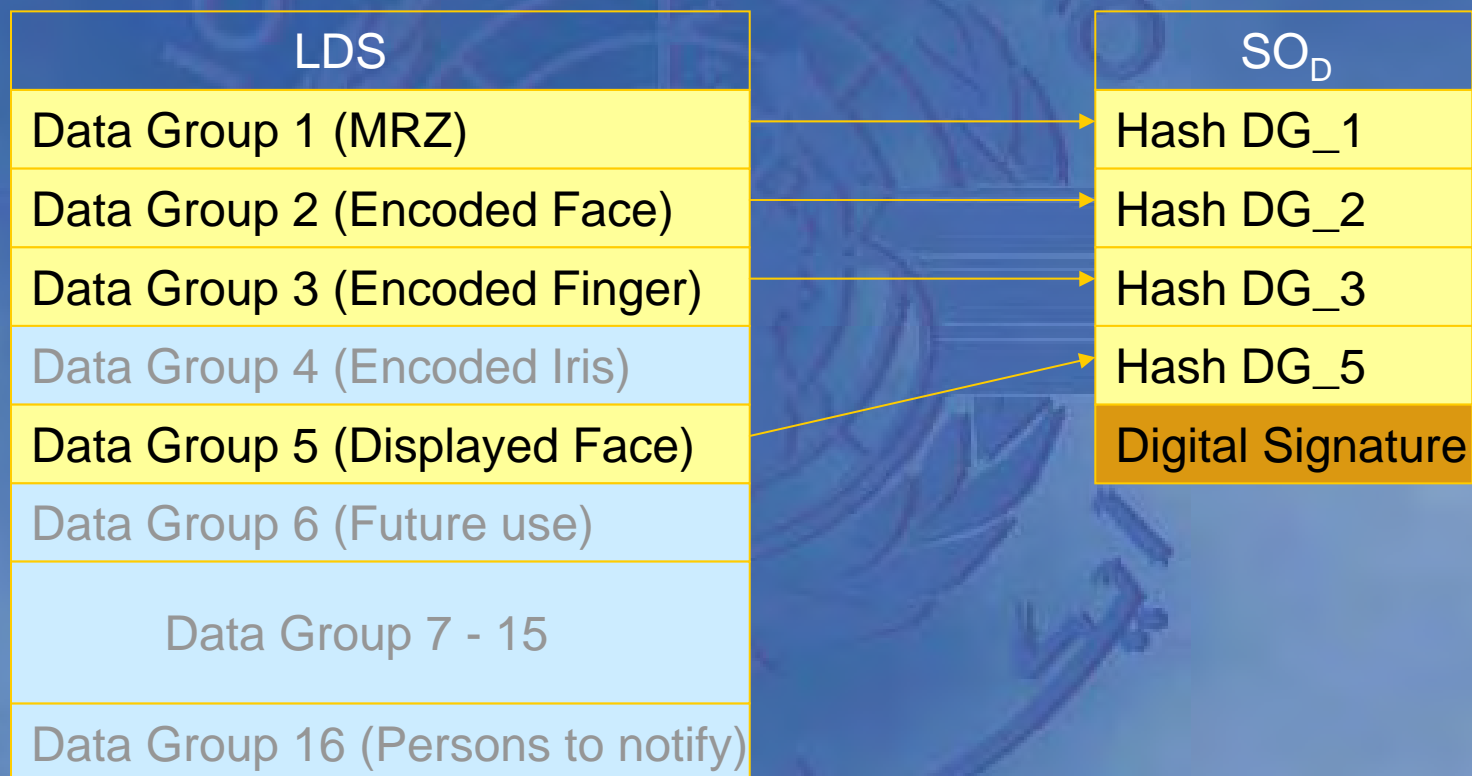 LDS
Data Group 1 (MRZ)
Data Group 2 (Encoded Face)
Data Group 3 (Encoded Finger)
Data Group 4 (Encoded Iris)
Data Group 5 (Displayed Face)
Data Group 6 (Future use)
Data Group 7 - 15
Data Group 16 (Persons to notify)
SO_D
Hash DG_1
Hash DG_2
Hash DG_3
Hash DG_5
Digital Signature